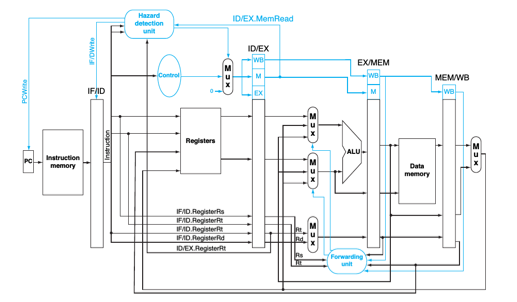 Hazard
detection
unit
ID/EX.MemRead
IF/DWrite
PCWrite
ID/EX
EX/MEM
MEM/WB
IF/ID
Control
0
M
u
x
WB
M
EX
WB
M
WB
PC
Instruction
memory
Instruction
Registers
M
u
x
M
u
x
ALU
Data
memory
M
u
x
IF/ID.RegisterRs
IF/ID.RegisterRt
IF/ID.RegisterRt
IF/ID.RegisterRd
ID/EX.RegisterRt
Rt
Rd
M
u
x
Rs
Rt
Forwarding
unit